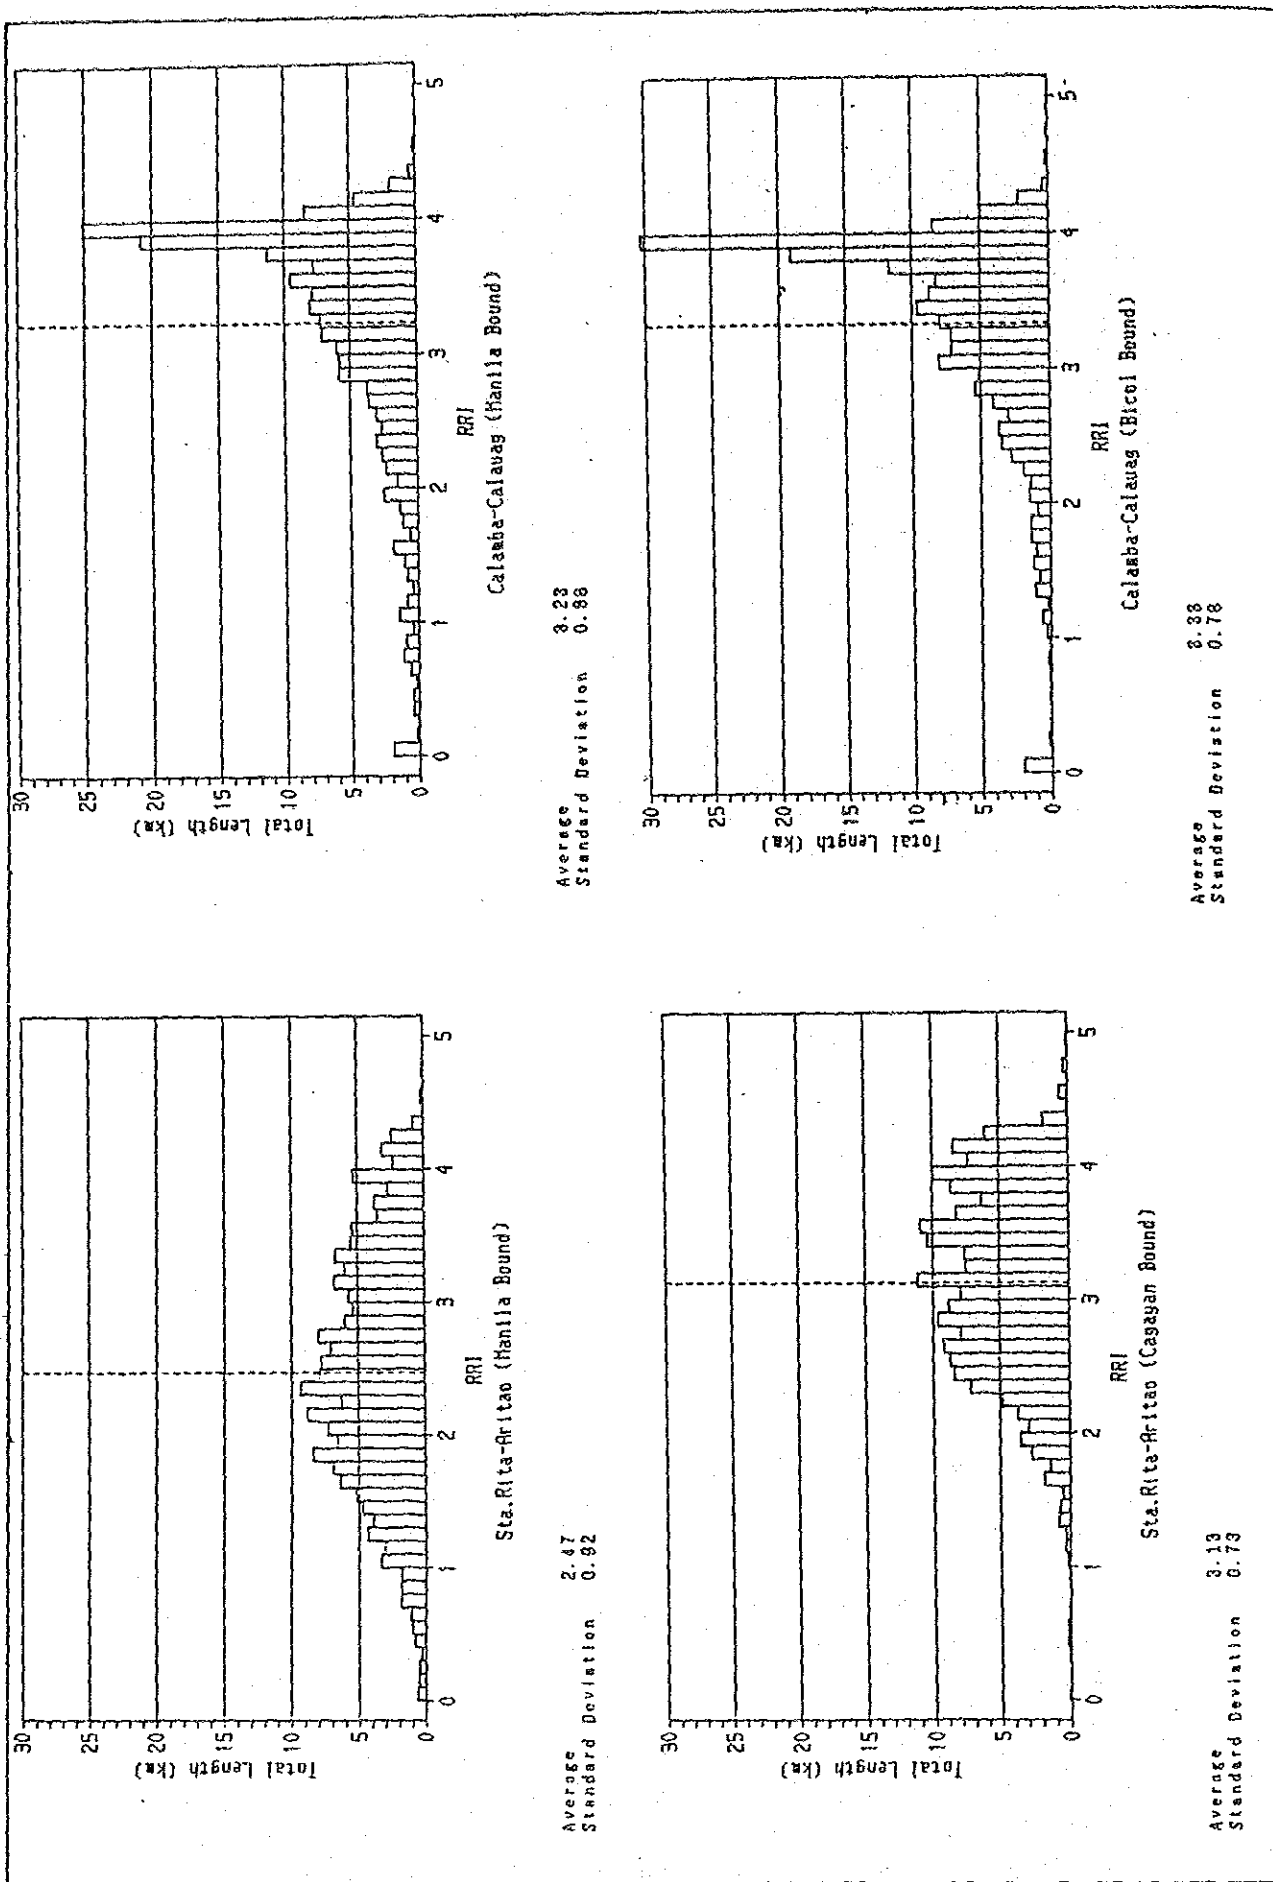 30
25
20
15
10
5
0
Total Length (km)
0 1 2 3 4 5
RRI
Sta.Rita-Aritao (Manila Bound)
Average 2.47
Standard Deviation 0.92
30
25
20
15
10
5
0
Total Length (km)
0 1 2 3 4 5
RRI
Calamba-Calauag (Manila Bound)
Average 3.23
Standard Deviation 0.88
30
25
20
15
10
5
0
Total Length (km)
0 1 2 3 4 5
RRI
Sta.Rita-Aritao (Cagayan Bound)
Average 3.13
Standard Deviation 0.73
30
25
20
15
10
5
0
Total Length (km)
0 1 2 3 4 5
RRI
Calamba-Calauag (Bicol Bound)
Average 3.33
Standard Deviation 0.78